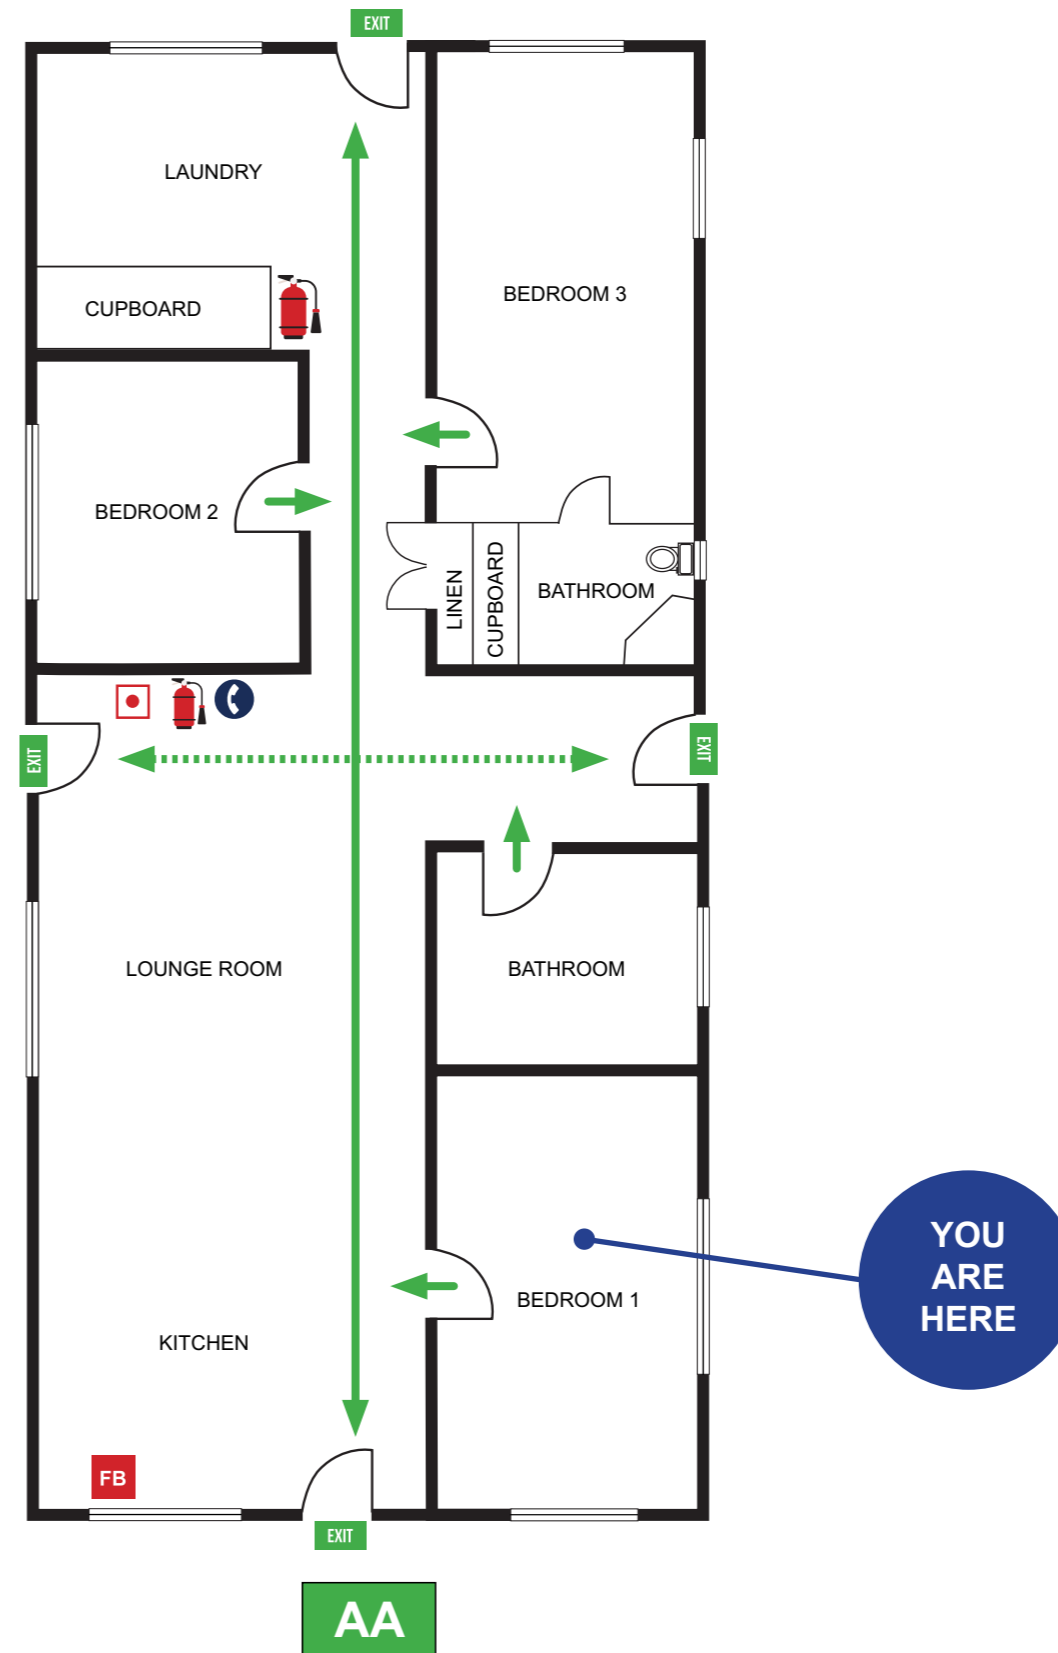 EXIT
LAUNDRY
CUPBOARD
BEDROOM 3
BEDROOM 2
LINEN
CUPBOARD
BATHROOM
EXIT
EXIT
LOUNGE ROOM
BATHROOM
YOU
ARE
HERE
BEDROOM 1
KITCHEN
FB
EXIT
AA